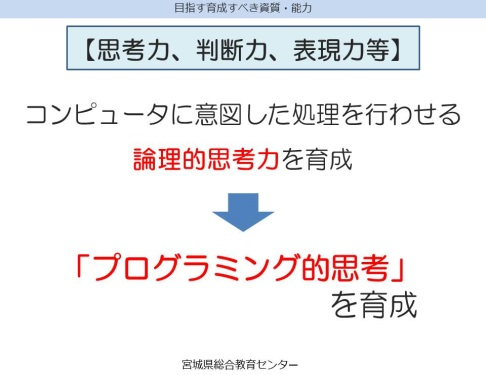 目指す育成すべき資質・能力
【思考力、判断力、表現力等】
コンピュータに意図した処理を行わせる
論理的思考力を育成
「プログラミング的思考」
を育成
宮城県総合教育センター